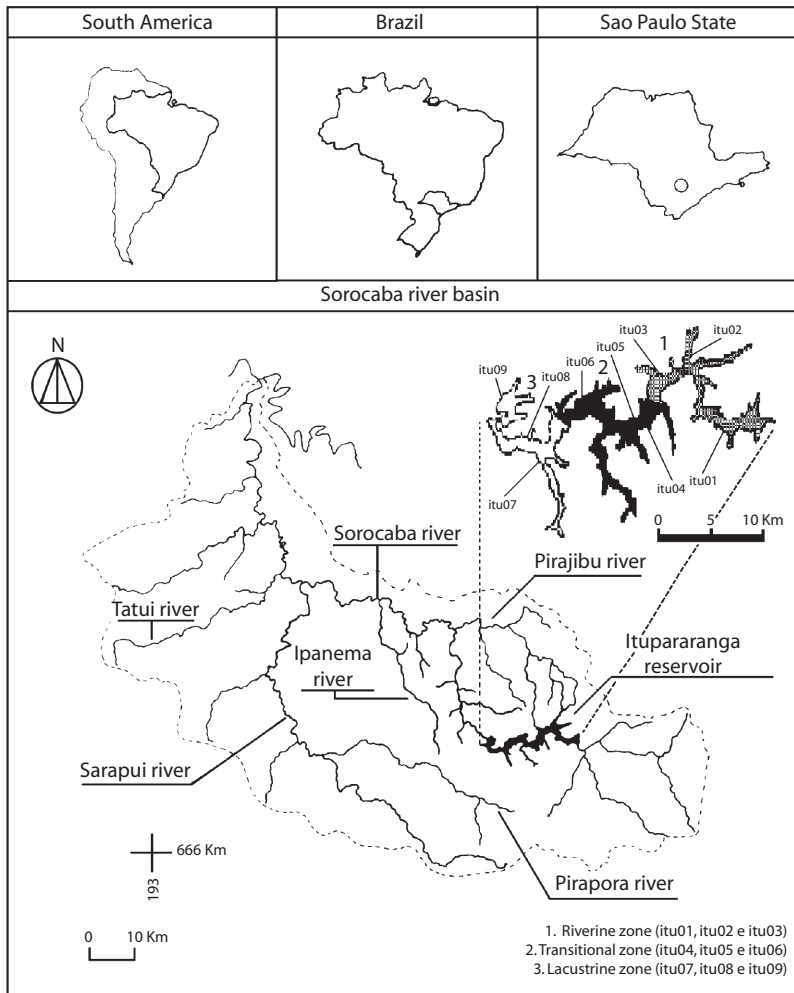 South America
Brazil
Sao Paulo State
Sorocaba river basin
N
itu03
1
itu02
itu05
itu06
2
itu09
3
itu08
itu07
itu04
itu01
0 5 10 Km
Sorocaba river
Pirajibu river
Tatui river
Ipanema
river
Itupararanga
reservoir
Sarapui river
666 Km
193
Pirapora river
0 10 Km
1. Riverine zone (itu01, itu02 e itu03)
2. Transitional zone (itu04, itu05 e itu06)
3. Lacustrine zone (itu07, itu08 e itu09)